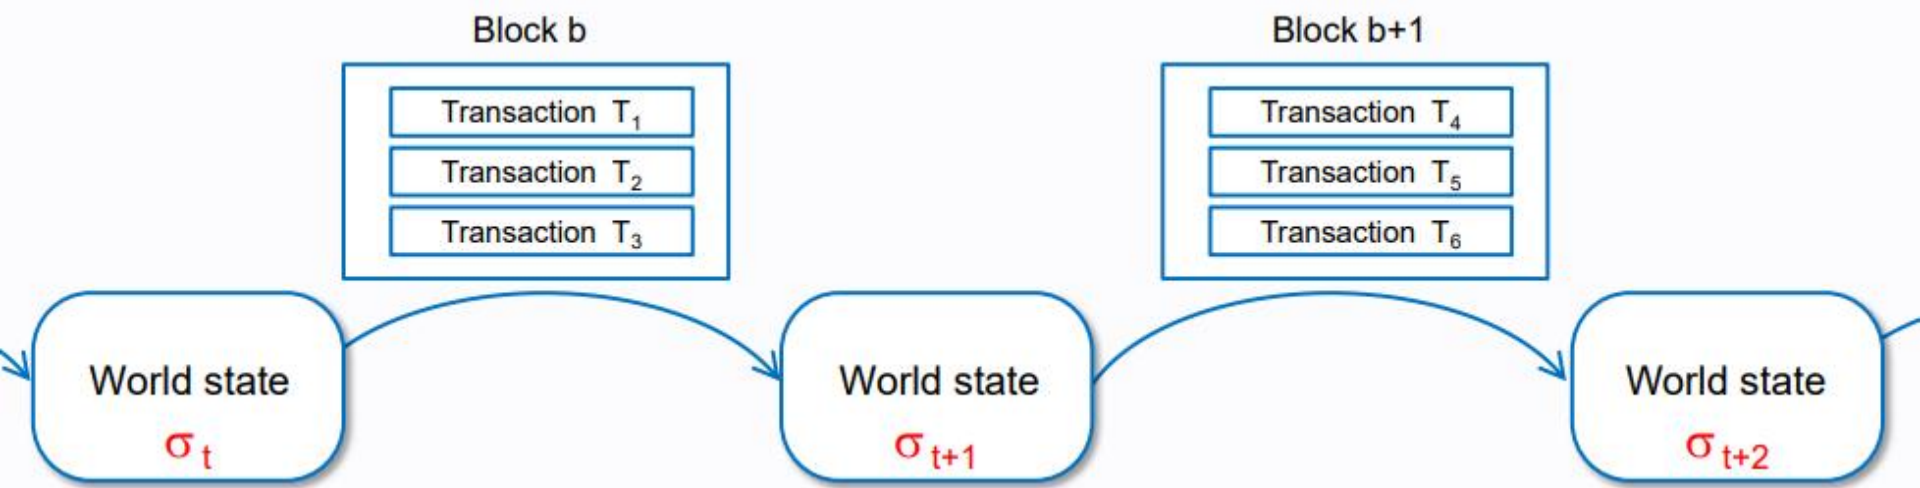 Block b
Transaction T₁
Transaction T₂
Transaction T₃
Block b+1
Transaction T₄
Transaction T₅
Transaction T₆
World state
σ t
World state
σ t+1
World state
σ t+2